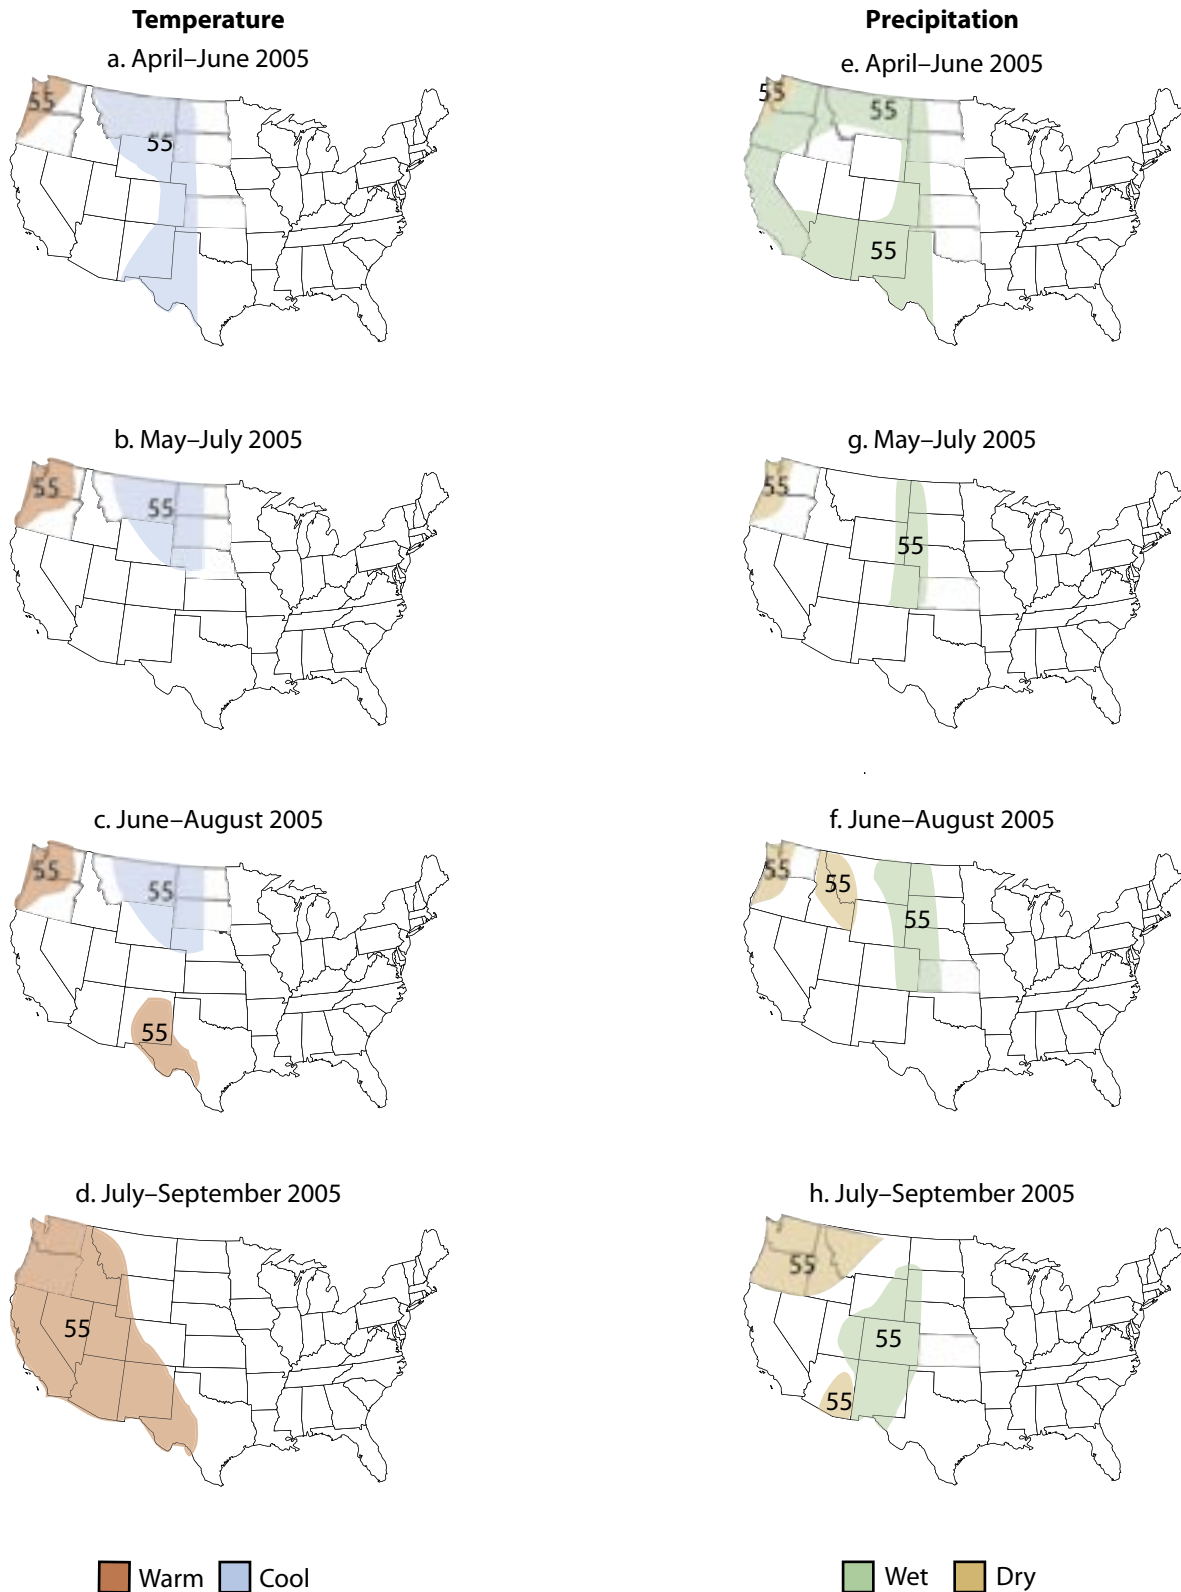 Temperature
Precipitation
a. April–June 2005
e. April–June 2005
55
55
55
55
55
b. May–July 2005
g. May–July 2005
55
55
55
55
c. June–August 2005
f. June–August 2005
55
55
55
55
55
55
d. July–September 2005
h. July–September 2005
55
55
55
55
Warm
Cool
Wet
Dry